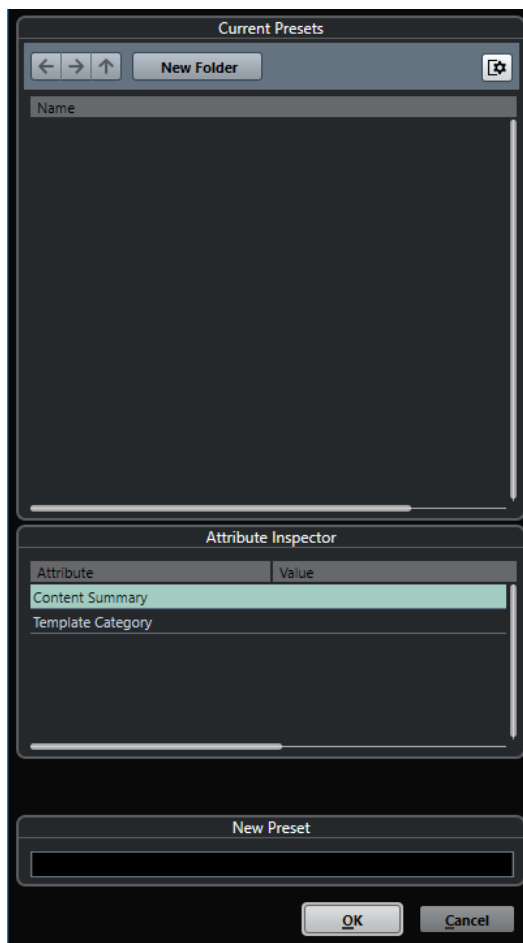 Current Presets
New Folder
Name
Attribute Inspector
Attribute Value
Content Summary
Template Category
New Preset
OK Cancel